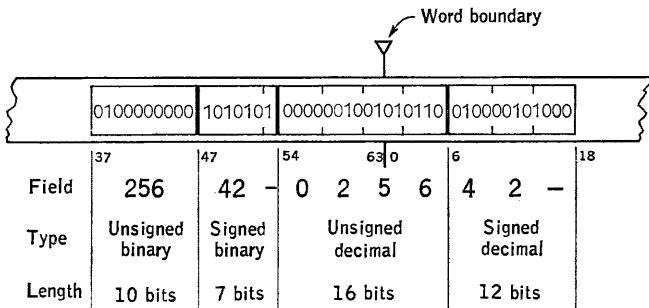 Word boundary
0100000000 1010101 0000001001010110 010000101000
37 47 54 63 0 6 18
Field 256 42 - 0 2 5 6 4 2 -
Type Unsigned binary Signed binary Unsigned decimal Signed decimal
Length 10 bits 7 bits 16 bits 12 bits